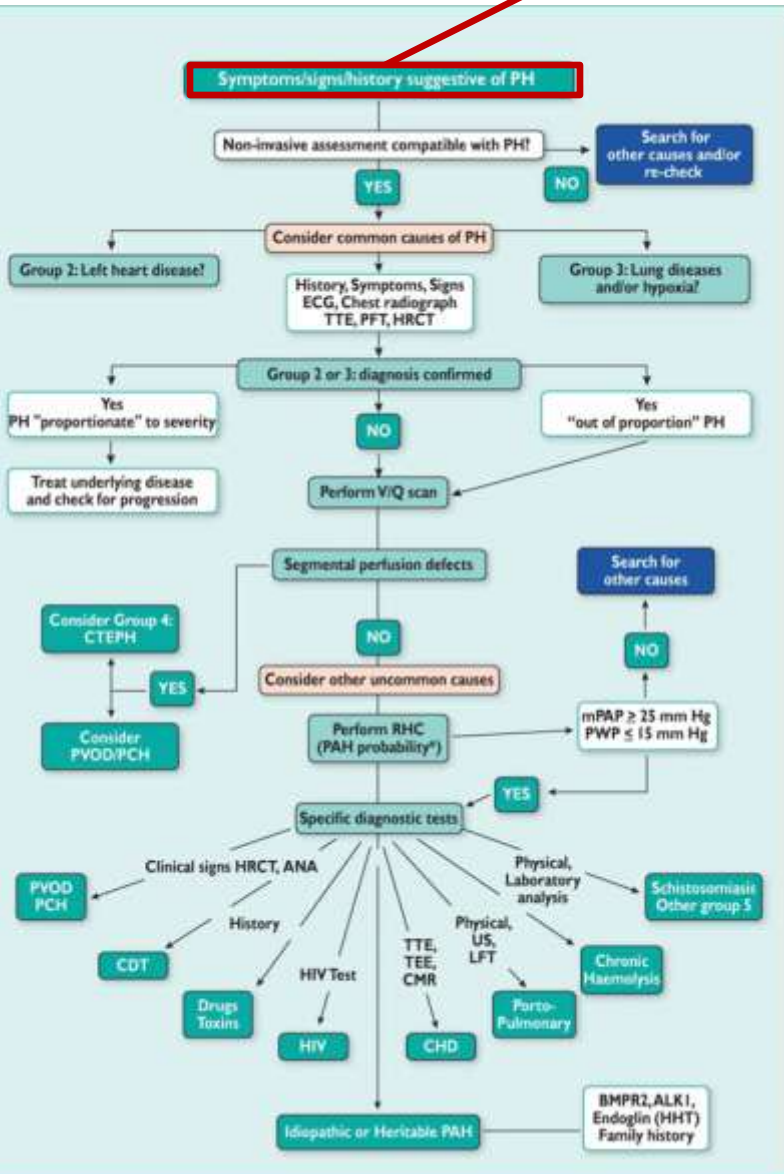 Symptoms/signs/history suggestive of PH
Non-invasive assessment compatible with PH?
Search for
other causes and/or
re-check
YES
NO
Consider common causes of PH
Group 2: Left heart disease?
Group 3: Lung diseases
and/or hypoxia?
History, Symptoms, Signs
ECG, Chest radiograph
TTE, PFT, HRCT
Group 2 or 3: diagnosis confirmed
Yes
PH "proportionate" to severity
NO
Yes
"out of proportion" PH
Treat underlying disease
and check for progression
Perform V/Q scan
Segmental perfusion defects
Search for
other causes
Consider Group 4:
CTEPH
NO
NO
YES
Consider other uncommon causes
Consider
PVOD/PCH
Perform RHC
(PAH probability*)
mPAP ≥ 25 mm Hg
PWP ≤ 15 mm Hg
YES
Specific diagnostic tests
Clinical signs HRCT, ANA
Physical,
Laboratory
analysis
PVOD
PCH
Schistosomiasis
Other group 5
History
Physical,
US,
LFT
TTE,
TEE,
CMR
HIV Test
CDT
Chronic
Haemolysis
Drugs
Toxins
Porto-
Pulmonary
HIV
CHD
Idiopathic or Heritable PAH
BMPR2, ALK1,
Endoglin (HHT)
Family history